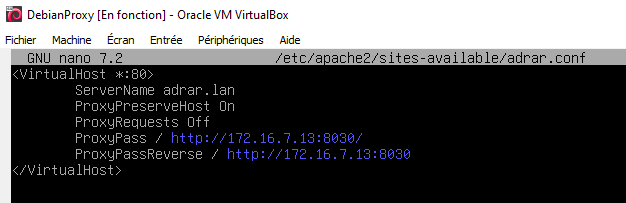 DebianProxy [En fonction] - Oracle VM VirtualBox
Fichier Machine Écran Entrée Périphériques Aide
GNU nano 7.2 /etc/apache2/sites-available/adrar.conf
<VirtualHost *:80>
ServerName adrar.lan
ProxyPreserveHost On
ProxyRequests Off
ProxyPass / http://172.16.7.13:8030/
ProxyPassReverse / http://172.16.7.13:8030
</VirtualHost>